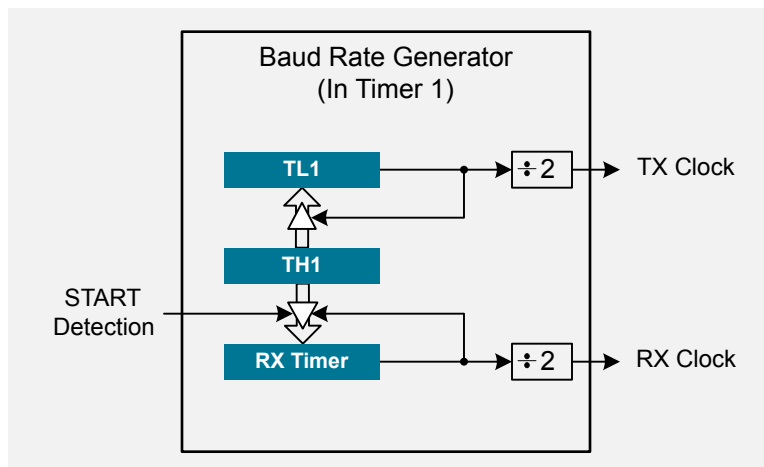 Baud Rate Generator
(In Timer 1)
TL1
÷2
TX Clock
TH1
START
Detection
RX Timer
÷2
RX Clock